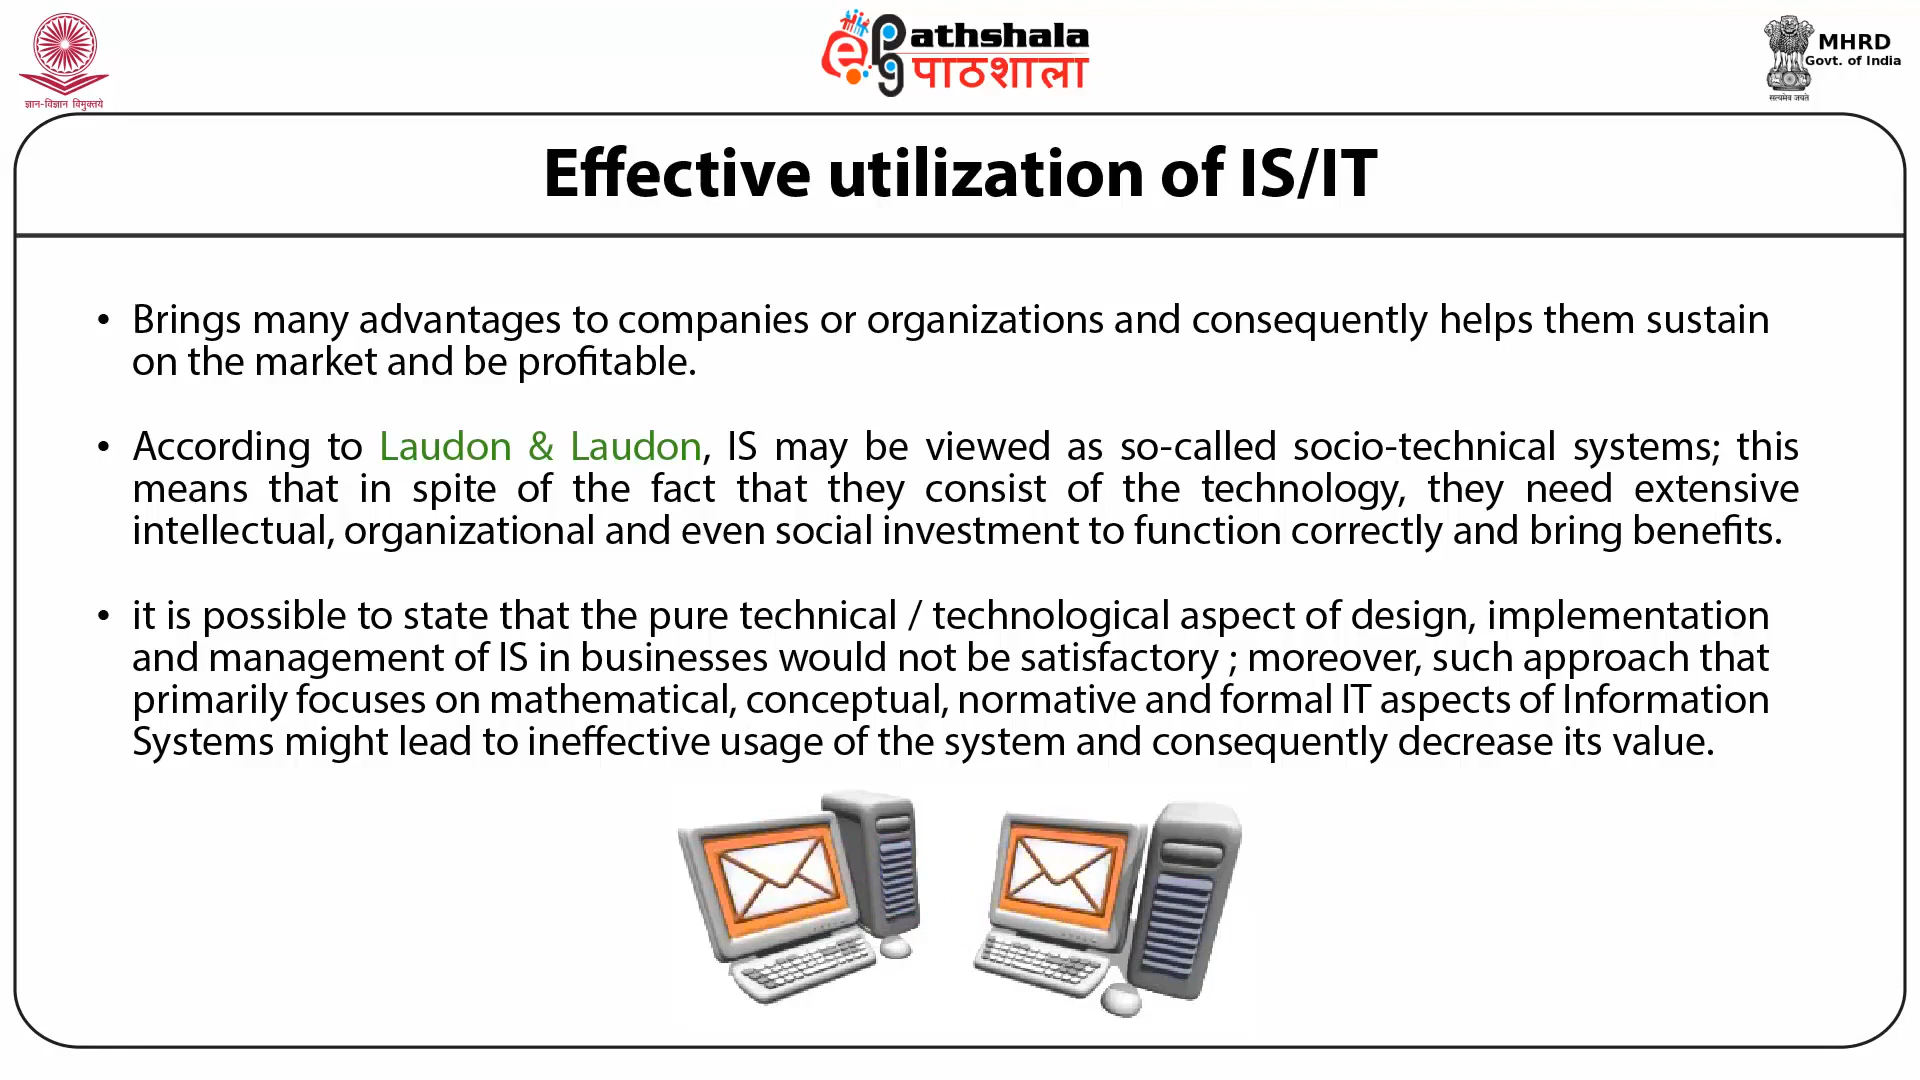 ज्ञान-विज्ञान विमुक्तये
ePathshala
पाठशाला
MHRD
Govt. of India
सत्यमेव जयते
Effective utilization of IS/IT
• Brings many advantages to companies or organizations and consequently helps them sustain
on the market and be profitable.
• According to Laudon & Laudon, IS may be viewed as so-called socio-technical systems; this
means that in spite of the fact that they consist of the technology, they need extensive
intellectual, organizational and even social investment to function correctly and bring benefits.
• it is possible to state that the pure technical / technological aspect of design, implementation
and management of IS in businesses would not be satisfactory ; moreover, such approach that
primarily focuses on mathematical, conceptual, normative and formal IT aspects of Information
Systems might lead to ineffective usage of the system and consequently decrease its value.